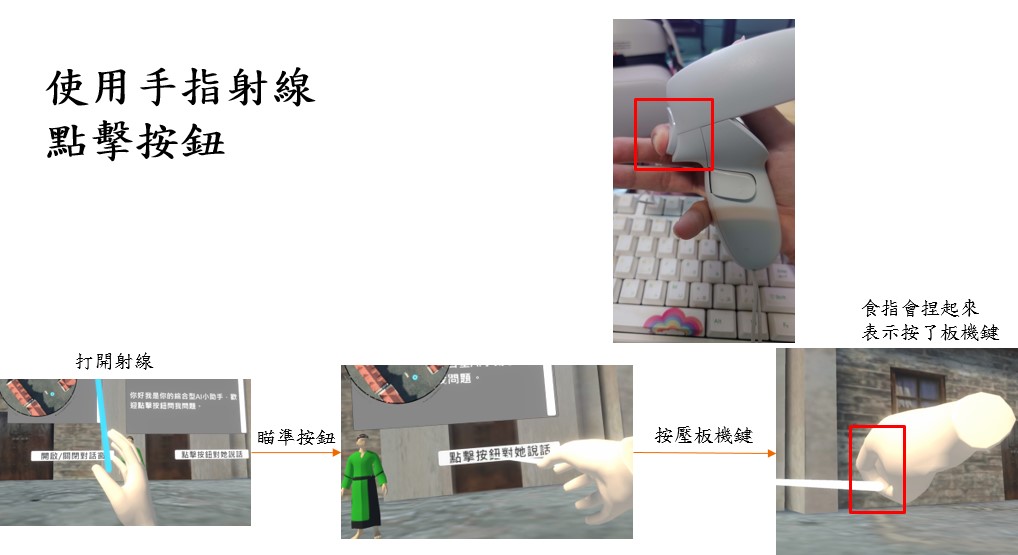 使用手指射線
點擊按鈕
食指會捏起來
表示按了板機鍵
打開射線
你好我是你的綜合型AI小助手，歡
迎點擊按鈕問我問題。
開啟/關閉對話窗
點擊按鈕對她說話
瞄準按鈕
問題。
點擊按鈕對她說話
按壓板機鍵